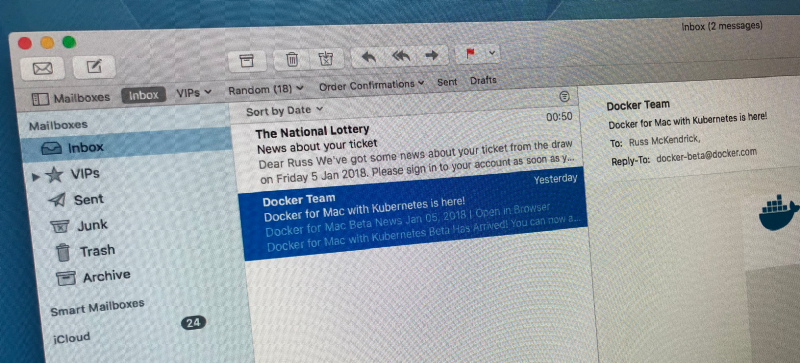 Inbox (2 messages)
Mailboxes Inbox VIPs Random (18) Order Confirmations Sent Drafts
Mailboxes
Inbox
VIPs
Sent
Junk
Trash
Archive
Smart Mailboxes
iCloud
24
Sort by Date
The National Lottery 00:50
News about your ticket
Dear Russ We've got some news about your ticket from the draw
on Friday 5 Jan 2018. Please sign in to your account as soon as y...
Docker Team Yesterday
Docker for Mac with Kubernetes is here!
Docker for Mac Beta News Jan 05, 2018 | Open in Browser
Docker for Mac with Kubernetes Beta Has Arrived! You can now a...
Docker Team
Docker for Mac with Kubernetes is here!
To: Russ McKendrick,
Reply-To: docker-beta@docker.com